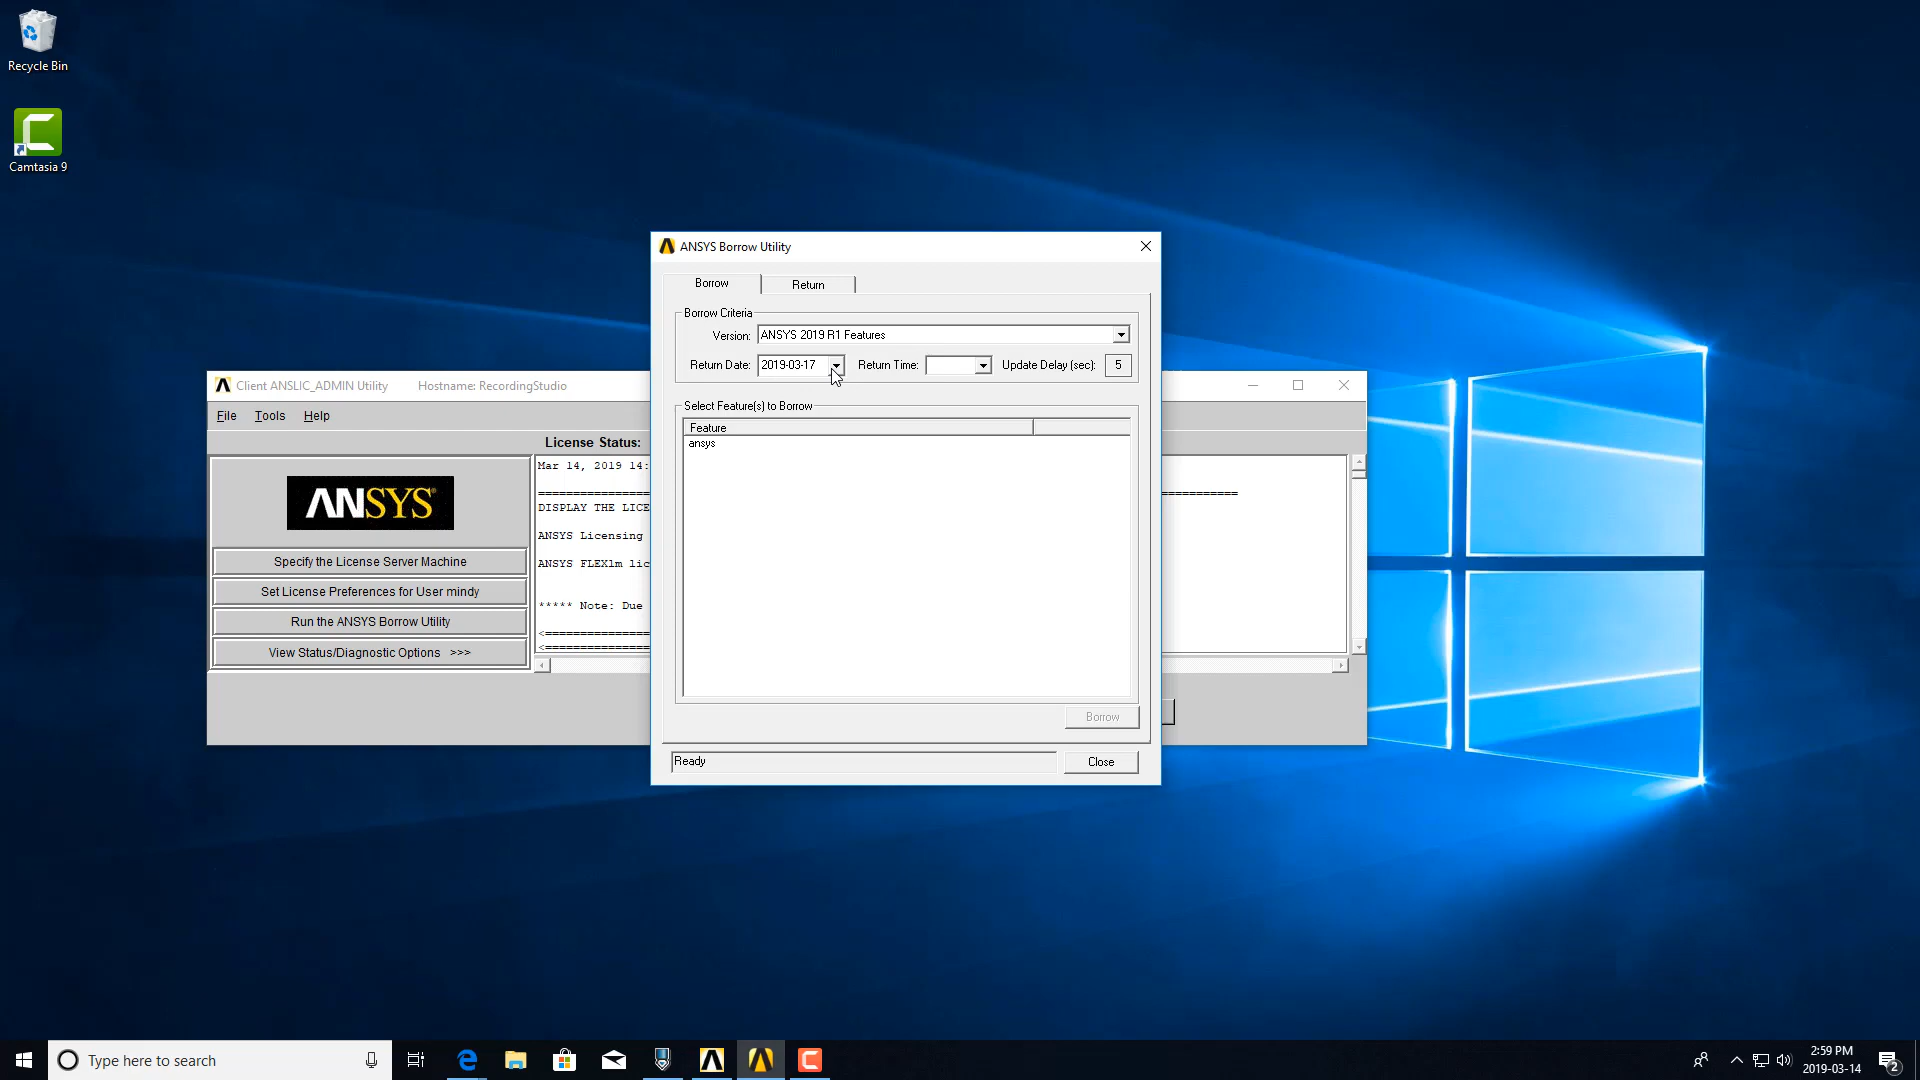 Recycle Bin
Camtasia 9
ANSYS Borrow Utility
Borrow
Return
Borrow Criteria
Version: ANSYS 2019 R1 Features
Return Date: 2019-03-17 Return Time: Update Delay (sec): 5
Select Feature(s) to Borrow
Feature
ansys
Borrow
Ready
Close
Client ANSLIC_ADMIN Utility Hostname: RecordingStudio
File Tools Help
License Status:
ANSYS
Specify the License Server Machine
Set License Preferences for User mindy
Run the ANSYS Borrow Utility
View Status/Diagnostic Options >>>
Mar 14, 2019 14:
DISPLAY THE LICE
ANSYS Licensing
ANSYS FLEXlm lic
***** Note: Due
<================
<================
Type here to search
2:59 PM
2019-03-14
2